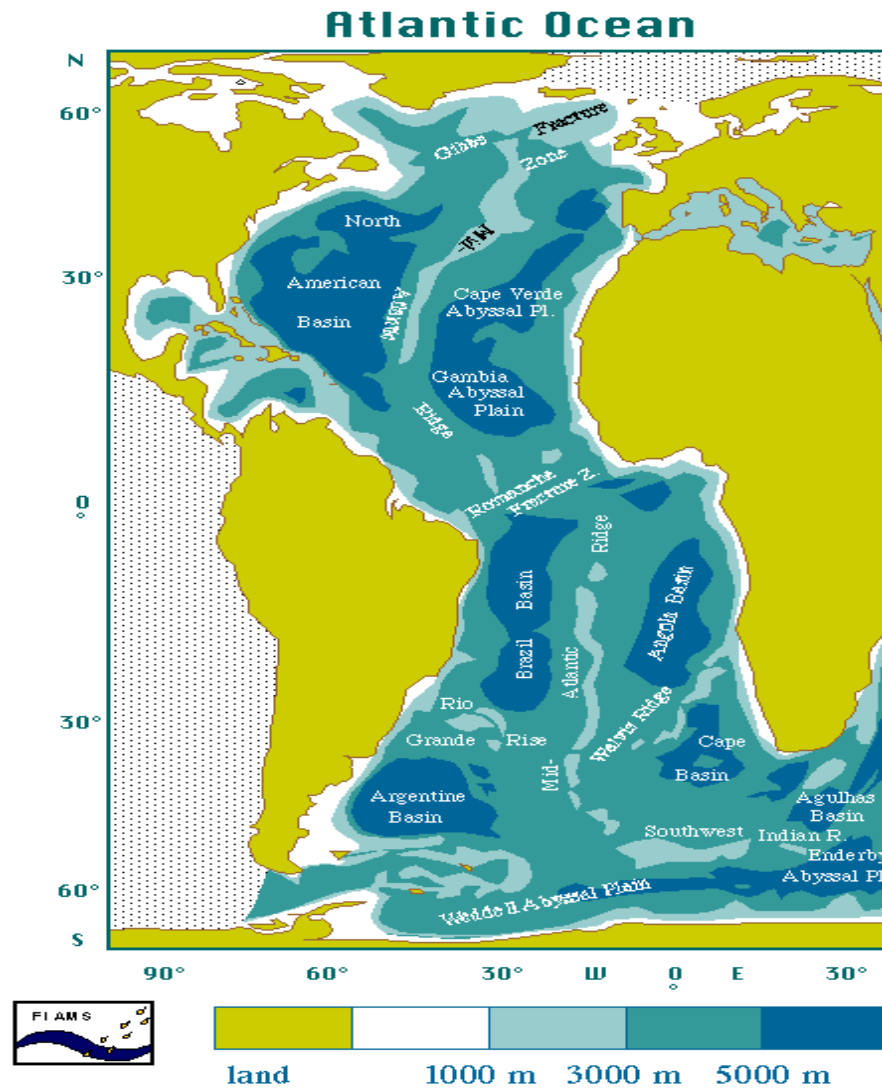 Atlantic Ocean
N
60°
30°
0°
30°
60°
S
Gibbs
Fracture
Zone
North
American
Basin
Mid-
Atlantic
Ridge
Cape Verde
Abyssal Pl.
Gambia
Abyssal
Plain
Romanche
Fracture Z.
Ridge
Atlantic
Mid-
Basin
Brazil
Angola Basin
Rio
Grande Rise
Walvis Ridge
Cape
Basin
Argentine
Basin
Agulhas
Basin
Southwest Indian R.
Enderby
Abyssal Pl
Weddell Abyssal Plain
90° 60° 30° W 0° E 30°
land 1000 m 3000 m 5000 m